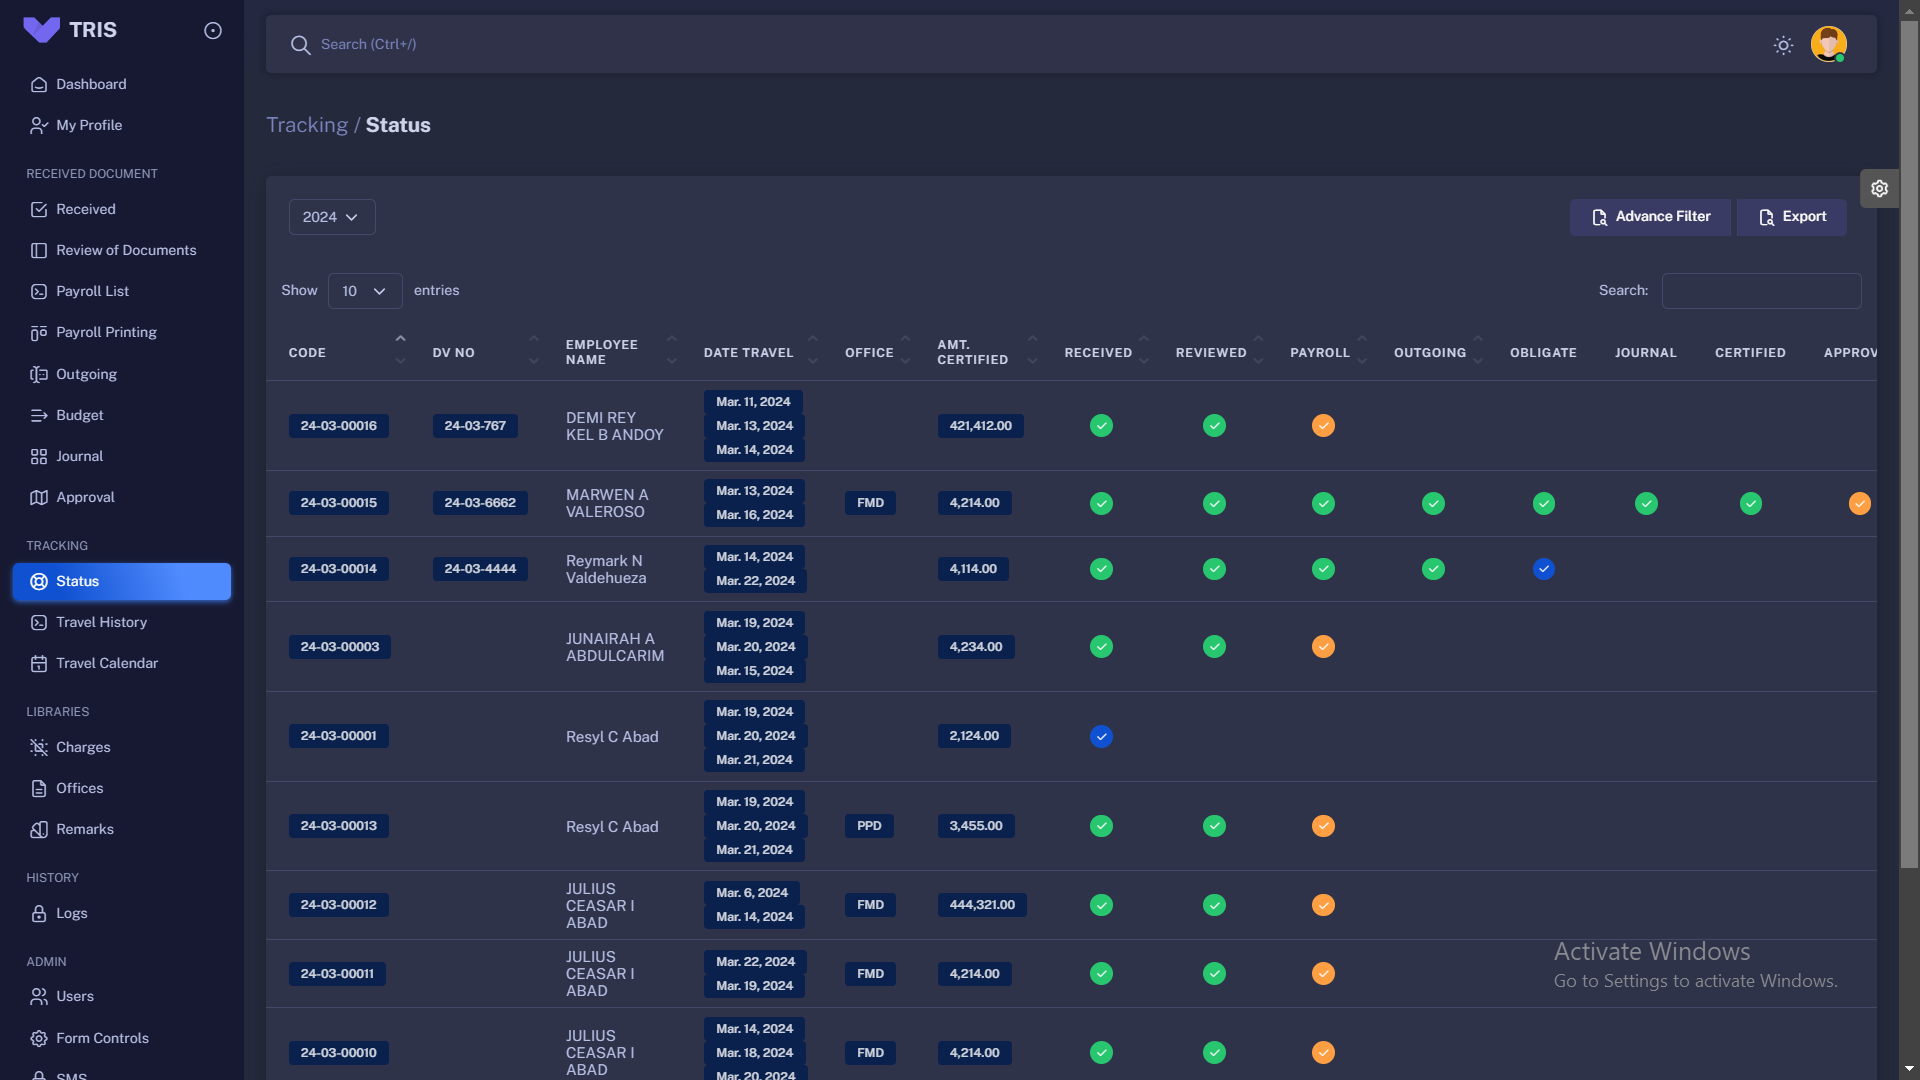 TRIS
Search (Ctrl+/)
Dashboard
My Profile
RECEIVED DOCUMENT
Received
Review of Documents
Payroll List
Payroll Printing
Outgoing
Budget
Journal
Approval
TRACKING
Status
Travel History
Travel Calendar
LIBRARIES
Charges
Offices
Remarks
HISTORY
Logs
ADMIN
Users
Form Controls
SMS
Tracking / Status
2024
Advance Filter
Export
Show 10 entries
Search:
CODE DV NO EMPLOYEE NAME DATE TRAVEL OFFICE AMT. CERTIFIED RECEIVED REVIEWED PAYROLL OUTGOING OBLIGATE JOURNAL CERTIFIED APPROV
24-03-00016 24-03-767
DEMI REY
KEL B ANDOY
Mar. 11, 2024
Mar. 13, 2024
Mar. 14, 2024
421,412.00
24-03-00015 24-03-6662
MARWEN A
VALEROSO
Mar. 13, 2024
Mar. 16, 2024
FMD 4,214.00
24-03-00014 24-03-4444
Reymark N
Valdehueza
Mar. 14, 2024
Mar. 22, 2024
4,114.00
24-03-00003
JUNAIRAH A
ABDULCARIM
Mar. 19, 2024
Mar. 20, 2024
Mar. 15, 2024
4,234.00
24-03-00001
Resyl C Abad
Mar. 19, 2024
Mar. 20, 2024
Mar. 21, 2024
2,124.00
24-03-00013
Resyl C Abad
Mar. 19, 2024
Mar. 20, 2024
Mar. 21, 2024
PPD 3,455.00
24-03-00012
JULIUS
CEASAR I
ABAD
Mar. 6, 2024
Mar. 14, 2024
FMD 444,321.00
24-03-00011
JULIUS
CEASAR I
ABAD
Mar. 22, 2024
Mar. 19, 2024
FMD 4,214.00
24-03-00010
JULIUS
CEASAR I
ABAD
Mar. 14, 2024
Mar. 18, 2024
Mar. 20, 2024
FMD 4,214.00
Activate Windows
Go to Settings to activate Windows.